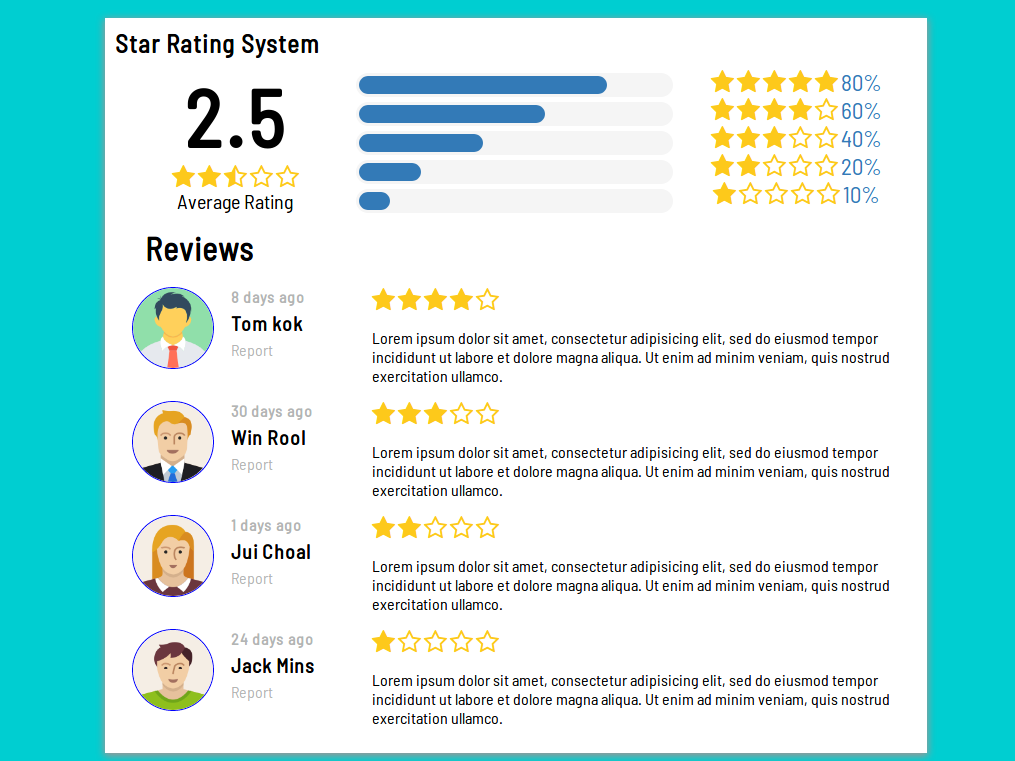 Star Rating System
2.5
Average Rating
80%
60%
40%
20%
10%
Reviews
8 days ago
Tom kok
Report
Lorem ipsum dolor sit amet, consectetur adipisicing elit, sed do eiusmod tempor
incididunt ut labore et dolore magna aliqua. Ut enim ad minim veniam, quis nostrud
exercitation ullamco.
30 days ago
Win Rool
Report
Lorem ipsum dolor sit amet, consectetur adipisicing elit, sed do eiusmod tempor
incididunt ut labore et dolore magna aliqua. Ut enim ad minim veniam, quis nostrud
exercitation ullamco.
1 days ago
Jui Choal
Report
Lorem ipsum dolor sit amet, consectetur adipisicing elit, sed do eiusmod tempor
incididunt ut labore et dolore magna aliqua. Ut enim ad minim veniam, quis nostrud
exercitation ullamco.
24 days ago
Jack Mins
Report
Lorem ipsum dolor sit amet, consectetur adipisicing elit, sed do eiusmod tempor
incididunt ut labore et dolore magna aliqua. Ut enim ad minim veniam, quis nostrud
exercitation ullamco.